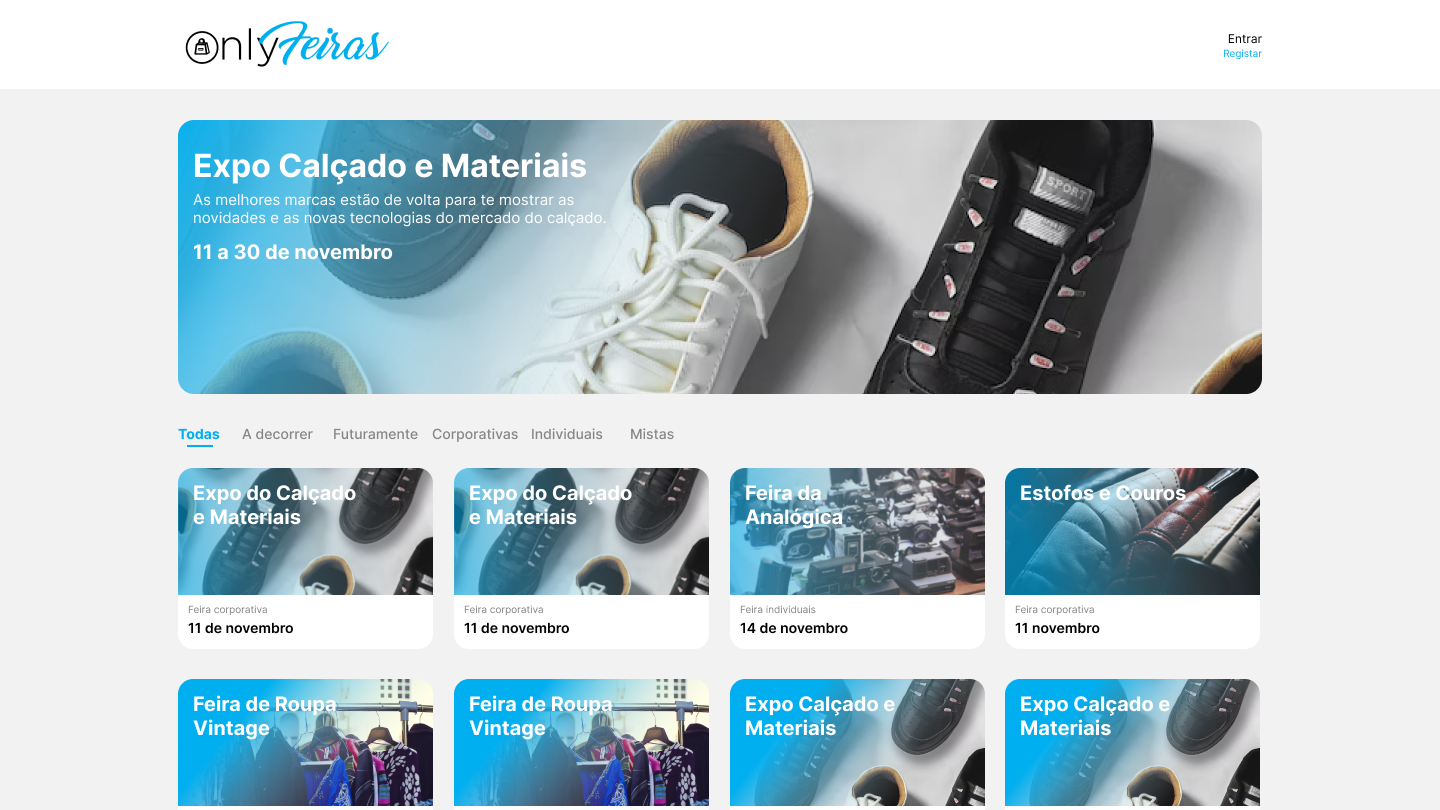 OnlyFeiras
Entrar
Registar
Expo Calçado e Materiais
As melhores marcas estão de volta para te mostrar as
novidades e as novas tecnologias do mercado do calçado.
11 a 30 de novembro
SPORT
Todas A decorrer Futuramente Corporativas Individuais Mistas
Expo do Calçado
e Materiais
Feira corporativa
11 de novembro
Expo do Calçado
e Materiais
Feira corporativa
11 de novembro
Feira da
Analógica
Feira individuais
14 de novembro
Estofos e Couros
Feira corporativa
11 novembro
Feira de Roupa
Vintage
Feira de Roupa
Vintage
Expo Calçado e
Materiais
Expo Calçado e
Materiais